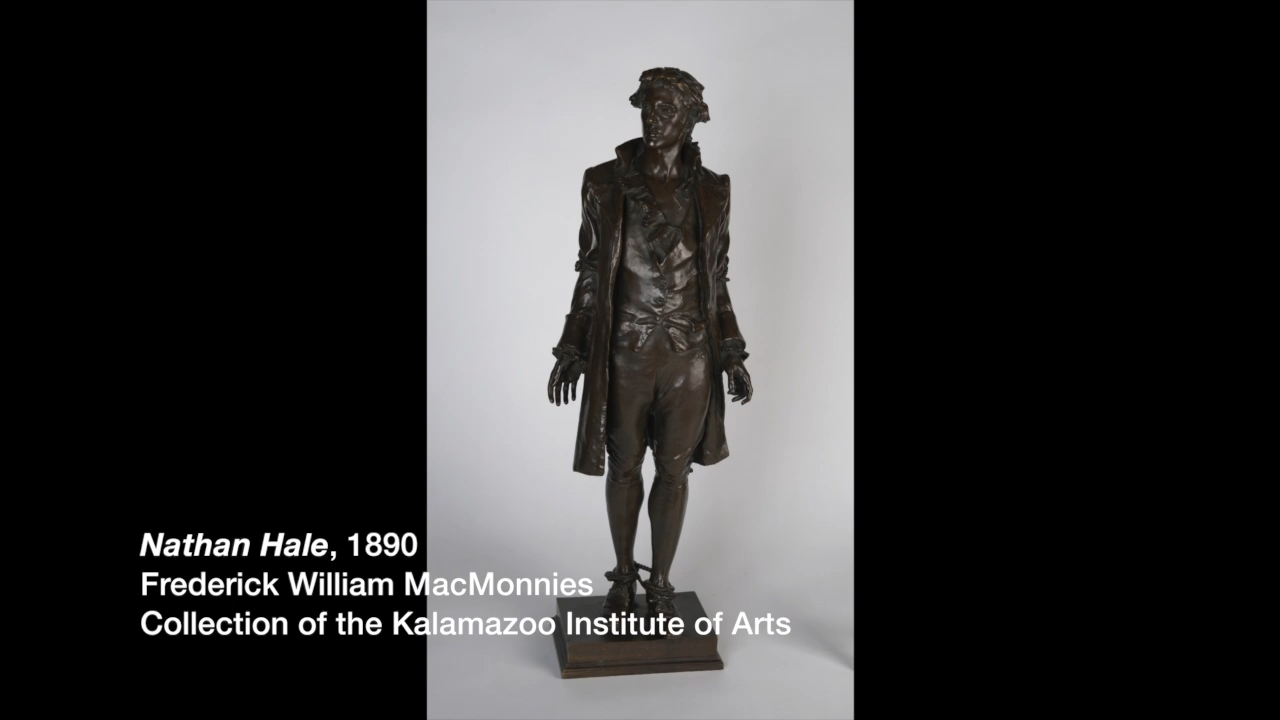 Nathan Hale, 1890
Frederick William MacMonnies
Collection of the Kalamazoo Institute of Arts